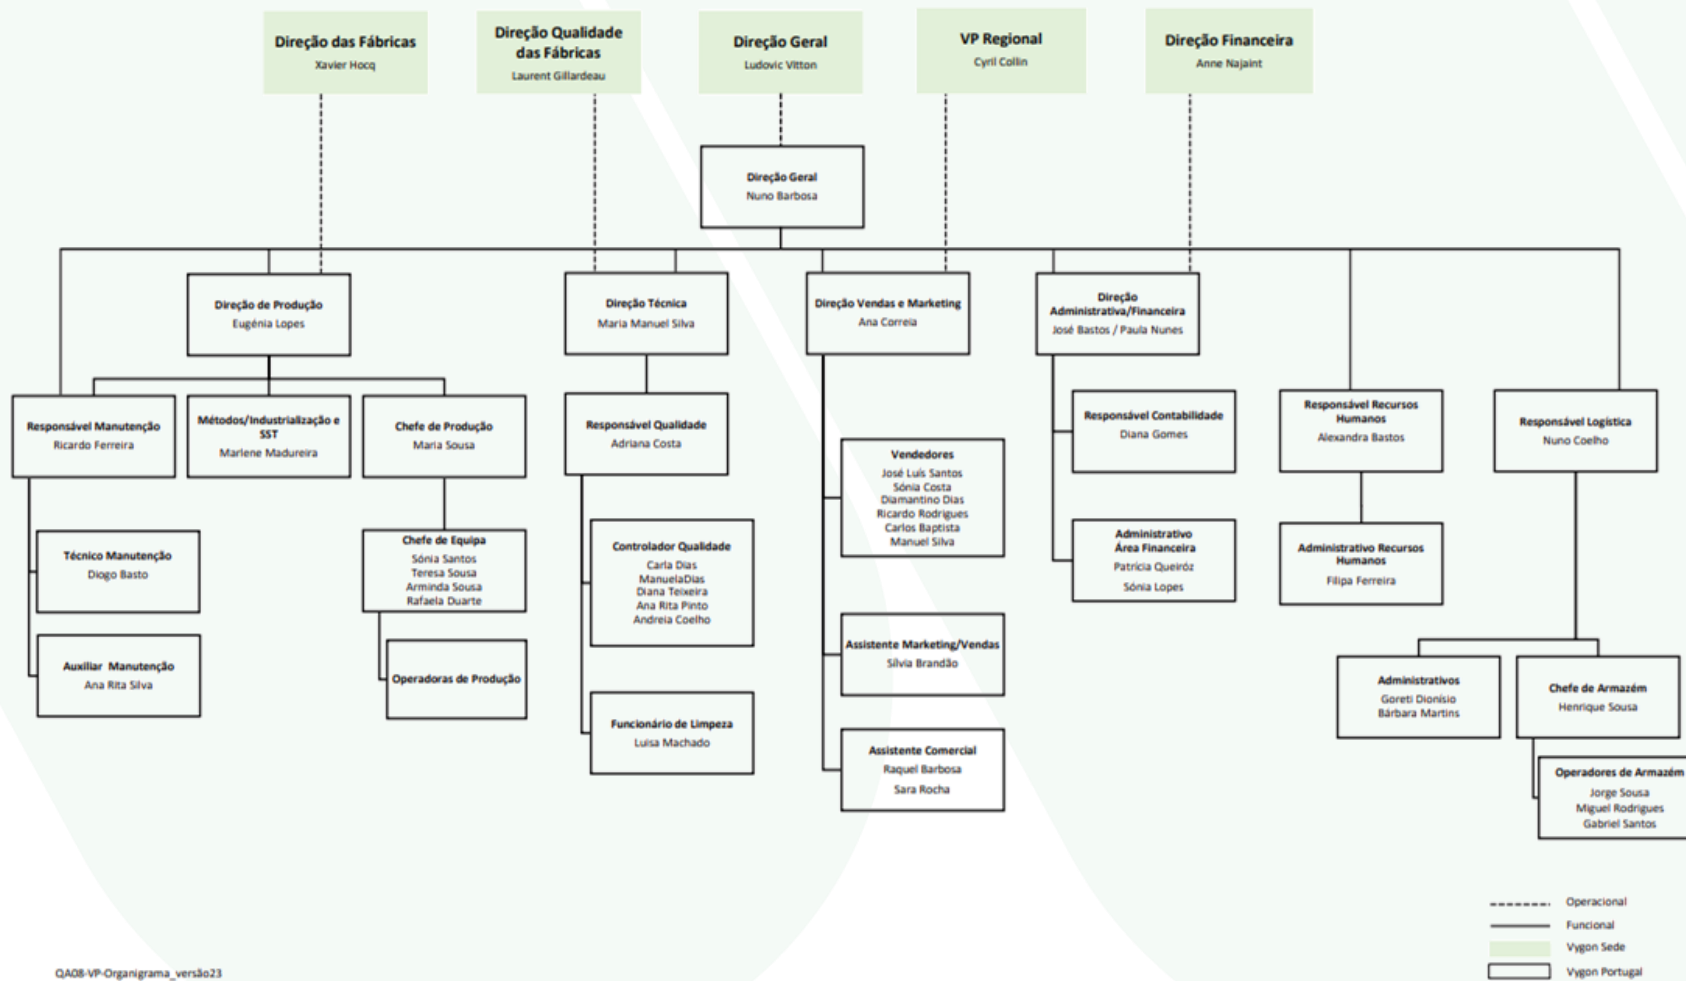 Direção das Fábricas
Xavier Hocq
Direção Qualidade
das Fábricas
Laurent Gillardeau
Direção Geral
Ludovic Vitton
VP Regional
Cyril Collin
Direção Financeira
Anne Najaint
Direção Geral
Nuno Barbosa
Direção de Produção
Eugénia Lopes
Direção Técnica
Maria Manuel Silva
Direção Vendas e Marketing
Ana Correia
Direção
Administrativa/Financeira
José Bastos / Paula Nunes
Responsável Manutenção
Ricardo Ferreira
Métodos/Industrialização e
SST
Marlene Madureira
Chefe de Produção
Maria Sousa
Responsável Qualidade
Adriana Costa
Responsável Contabilidade
Diana Gomes
Responsável Recursos
Humanos
Alexandra Bastos
Responsável Logística
Nuno Coelho
Técnico Manutenção
Diogo Basto
Chefe de Equipa
Sónia Santos
Teresa Sousa
Arminda Sousa
Rafaela Duarte
Controlador Qualidade
Carla Dias
ManuelaDias
Diana Teixeira
Ana Rita Pinto
Andreia Coelho
Vendedores
José Luís Santos
Sónia Costa
Diamantino Dias
Ricardo Rodrigues
Carlos Baptista
Manuel Silva
Administrativo
Área Financeira
Patrícia Queiróz
Sónia Lopes
Administrativo Recursos
Humanos
Filipa Ferreira
Auxiliar Manutenção
Ana Rita Silva
Operadoras de Produção
Funcionário de Limpeza
Luisa Machado
Assistente Marketing/Vendas
Sílvia Brandão
Assistente Comercial
Raquel Barbosa
Sara Rocha
Administrativos
Goreti Dionísio
Bárbara Martins
Chefe de Armazém
Henrique Sousa
Operadores de Armazém
Jorge Sousa
Miguel Rodrigues
Gabriel Santos
Operacional
Funcional
Vygon Sede
Vygon Portugal
QA08-VP-Organigrama_versão23